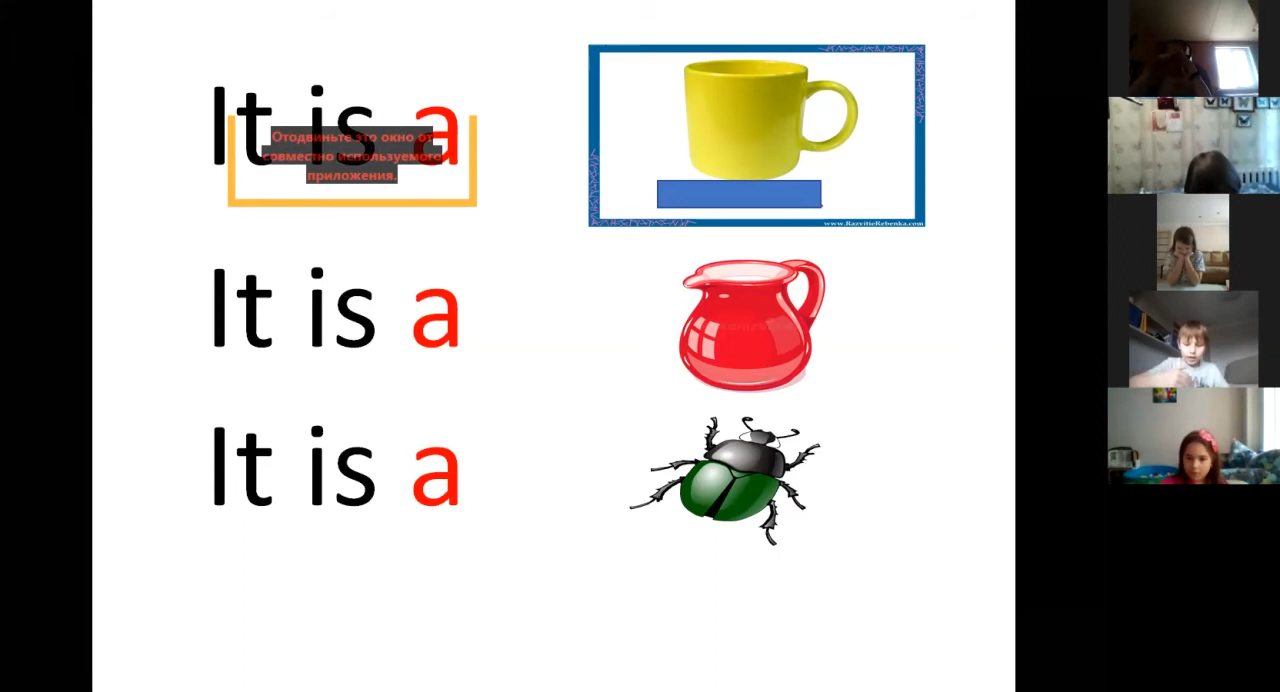 It is a
Отодвиньте это окно от
совместно используемого
приложения.
www.RazvitieRebenka.com
It is a
It is a